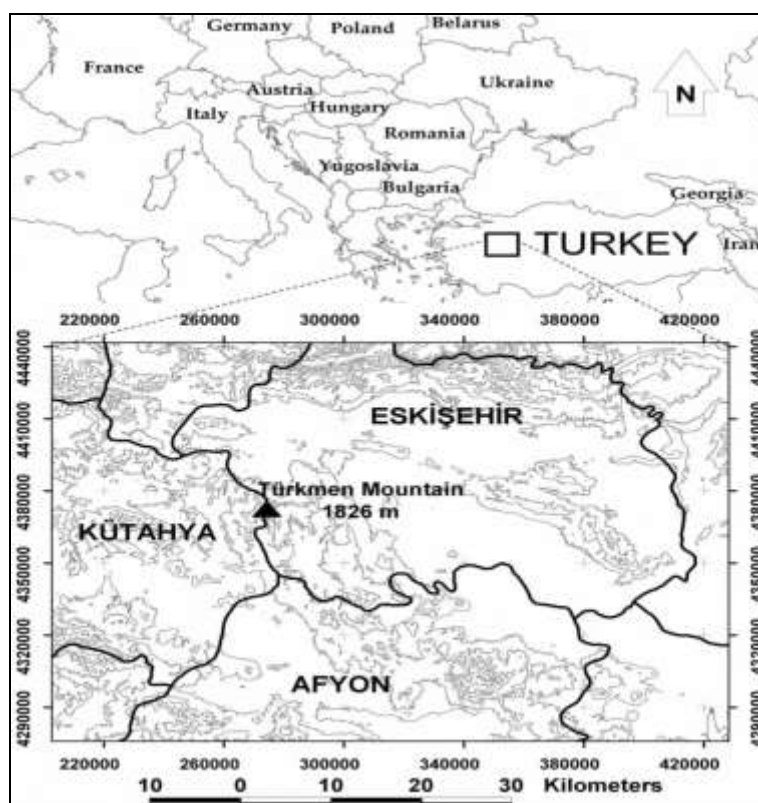 Germany
Poland
Belarus
France
Austria
Ukraine
N
Italy
Hungary
Romania
Yugoslavia
Bulgaria
Georgia
TURKEY
Iran
220000 260000 300000 340000 380000 420000
4440000 4440000
ESKİŞEHİR
4410000 4410000
Türkmen Mountain
1826 m
4380000 4380000
KÜTAHYA
4350000 4350000
4320000 4320000
AFYON
4290000 4390000
220000 260000 300000 340000 380000 420000
10 0 10 20 30 Kilometers